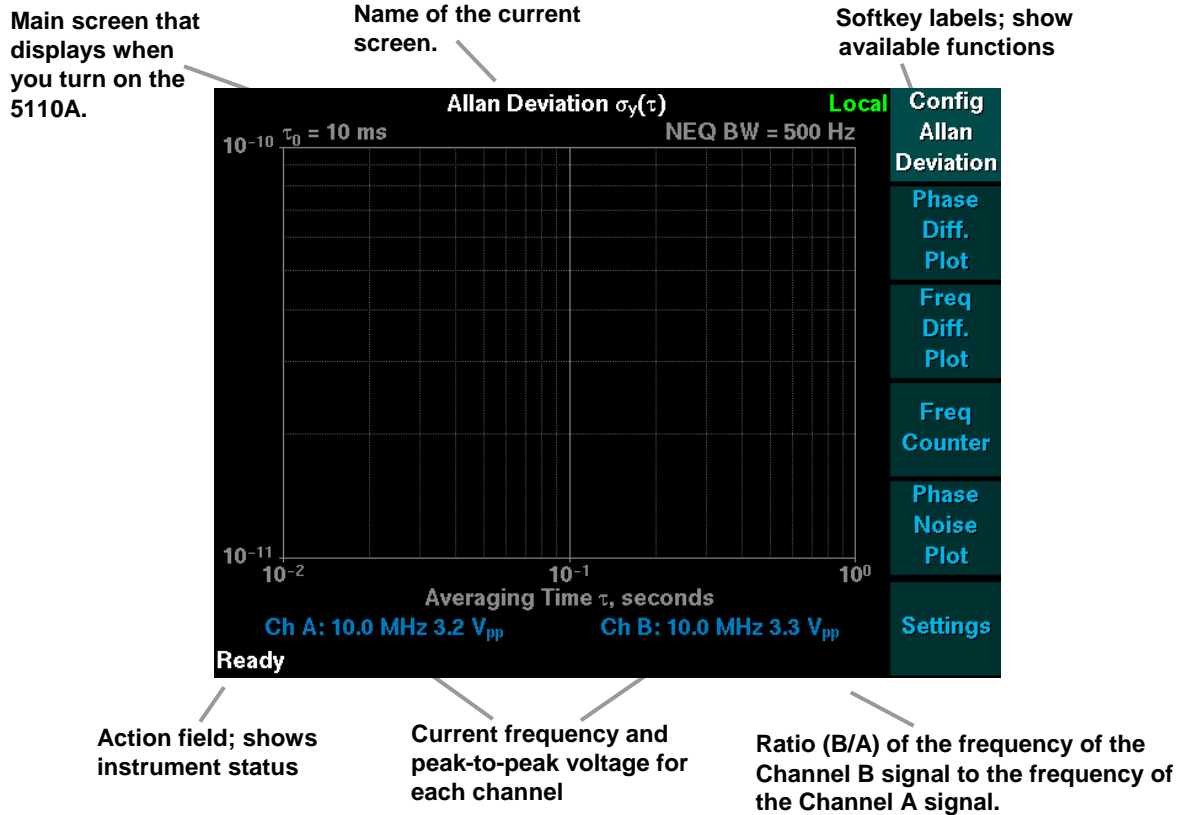 Main screen that
displays when
you turn on the
5110A.
Name of the current
screen.
Softkey labels; show
available functions
Allan Deviation σy(τ)
Local
τ0 = 10 ms
NEQ BW = 500 Hz
10⁻¹⁰
10⁻¹¹
10⁻²
10⁻¹
10⁰
Averaging Time τ, seconds
Ch A: 10.0 MHz 3.2 Vpp
Ch B: 10.0 MHz 3.3 Vpp
Ready
Config
Allan
Deviation
Phase
Diff.
Plot
Freq
Diff.
Plot
Freq
Counter
Phase
Noise
Plot
Settings
Action field; shows
instrument status
Current frequency and
peak-to-peak voltage for
each channel
Ratio (B/A) of the frequency of the
Channel B signal to the frequency of
the Channel A signal.